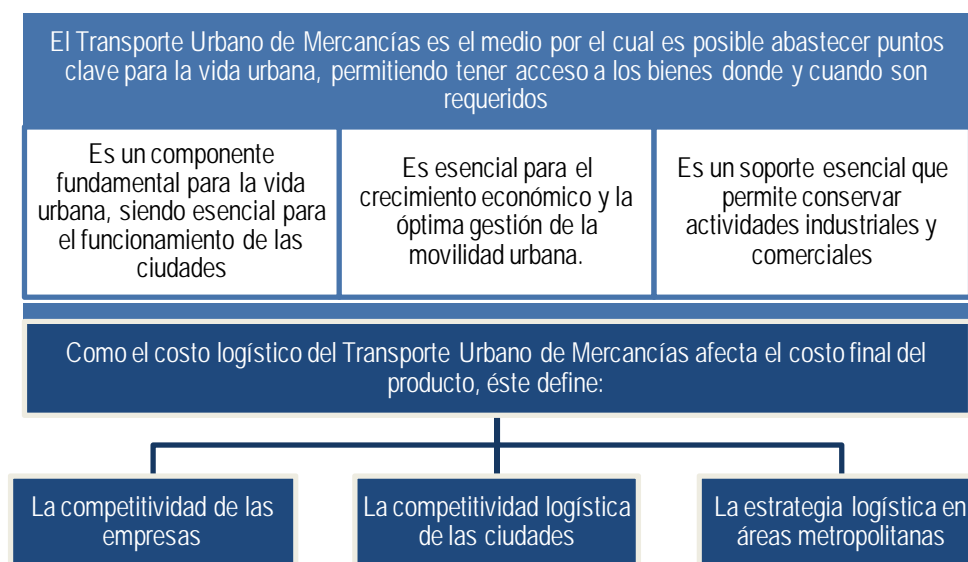 El Transporte Urbano de Mercancías es el medio por el cual es posible abastecer puntos
clave para la vida urbana, permitiendo tener acceso a los bienes donde y cuando son
requeridos
Es un componente
fundamental para la vida
urbana, siendo esencial para
el funcionamiento de las
ciudades
Es esencial para el
crecimiento económico y la
óptima gestión de la
movilidad urbana.
Es un soporte esencial que
permite conservar
actividades industriales y
comerciales
Como el costo logístico del Transporte Urbano de Mercancías afecta el costo final del
producto, éste define:
La competitividad de las
empresas
La competitividad logística
de las ciudades
La estrategia logística en
áreas metropolitanas